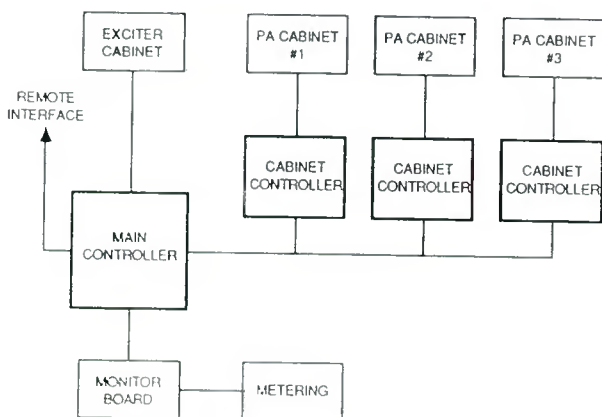 EXCITER
CABINET
PA CABINET
#1
PA CABINET
#2
PA CABINET
#3
REMOTE
INTERFACE
CABINET
CONTROLLER
CABINET
CONTROLLER
CABINET
CONTROLLER
MAIN
CONTROLLER
MONITOR
BOARD
METERING